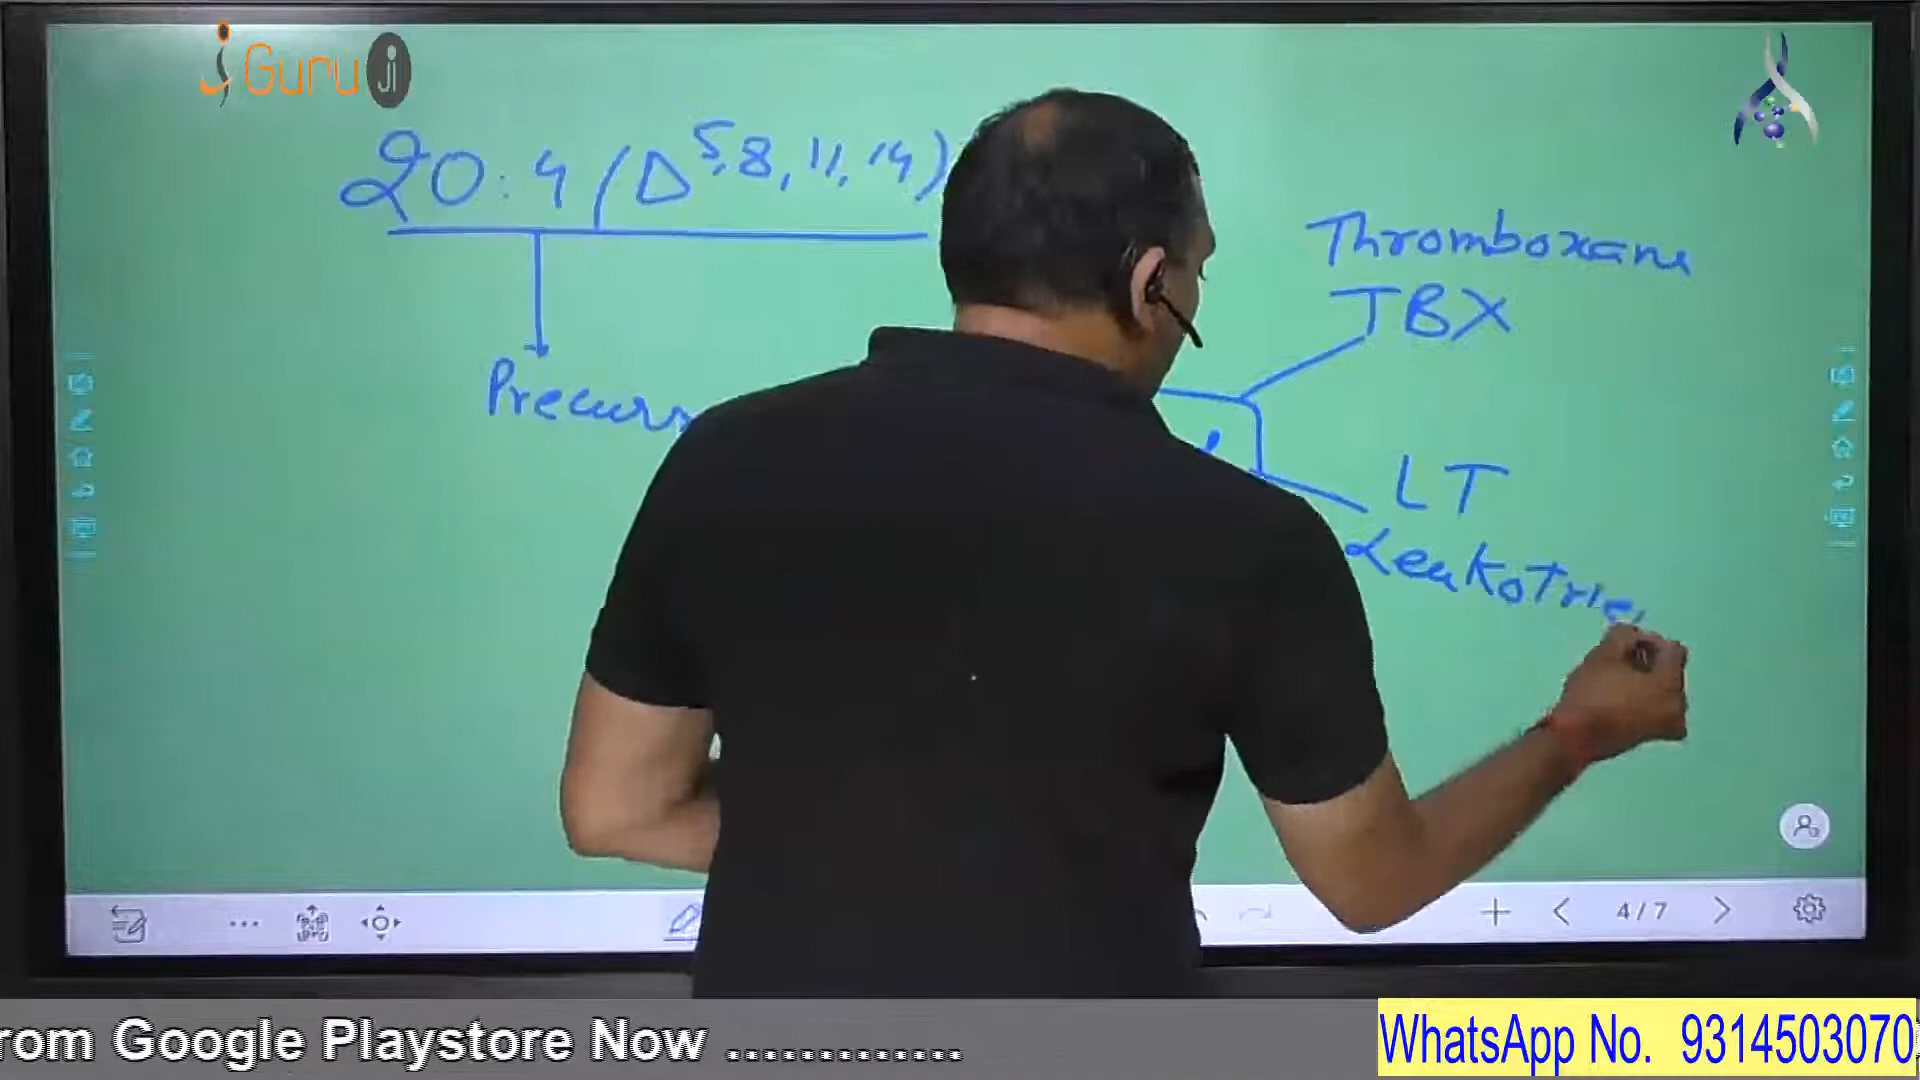 iGuru ji
20:4 (Δ5,8,11,14)
Thromboxane
TBX
Precurs
LT
Leukotrie
4/7
rom Google Playstore Now .............
WhatsApp No. 9314503070